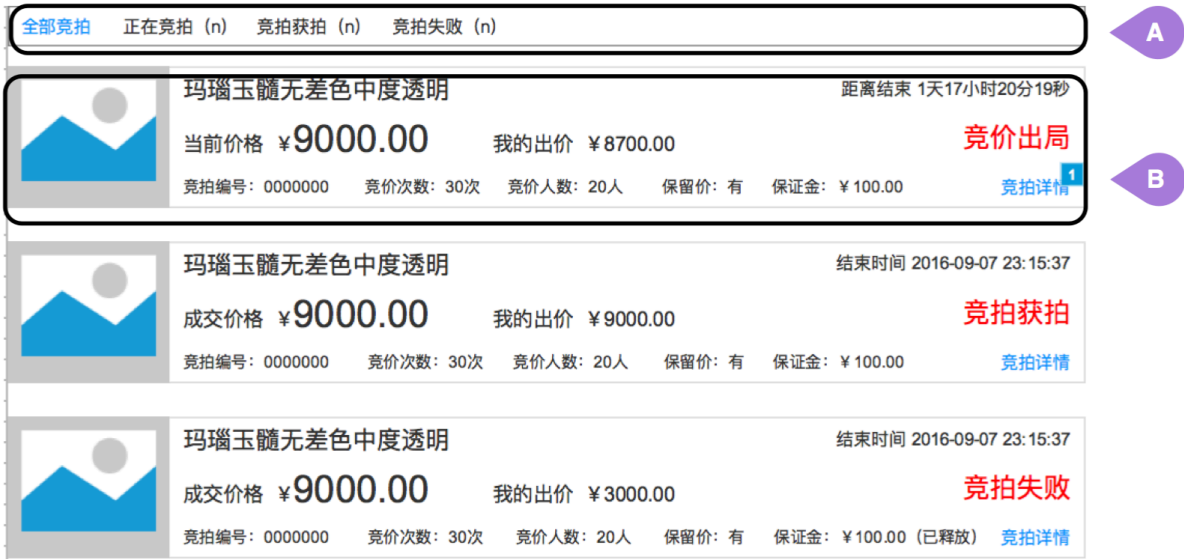 全部竞拍 正在竞拍（n） 竞拍获拍（n） 竞拍失败（n）
A
玛瑙玉髓无差色中度透明 距离结束 1天17小时20分19秒
当前价格 ¥9000.00 我的出价 ¥8700.00 竞价出局
竞拍编号：0000000 竞价次数：30次 竞价人数：20人 保留价：有 保证金：¥100.00 竞拍详情
1
B
玛瑙玉髓无差色中度透明 结束时间 2016-09-07 23:15:37
成交价格 ¥9000.00 我的出价 ¥9000.00 竞拍获拍
竞拍编号：0000000 竞价次数：30次 竞价人数：20人 保留价：有 保证金：¥100.00 竞拍详情
玛瑙玉髓无差色中度透明 结束时间 2016-09-07 23:15:37
成交价格 ¥9000.00 我的出价 ¥3000.00 竞拍失败
竞拍编号：0000000 竞价次数：30次 竞价人数：20人 保留价：有 保证金：¥100.00（已释放） 竞拍详情